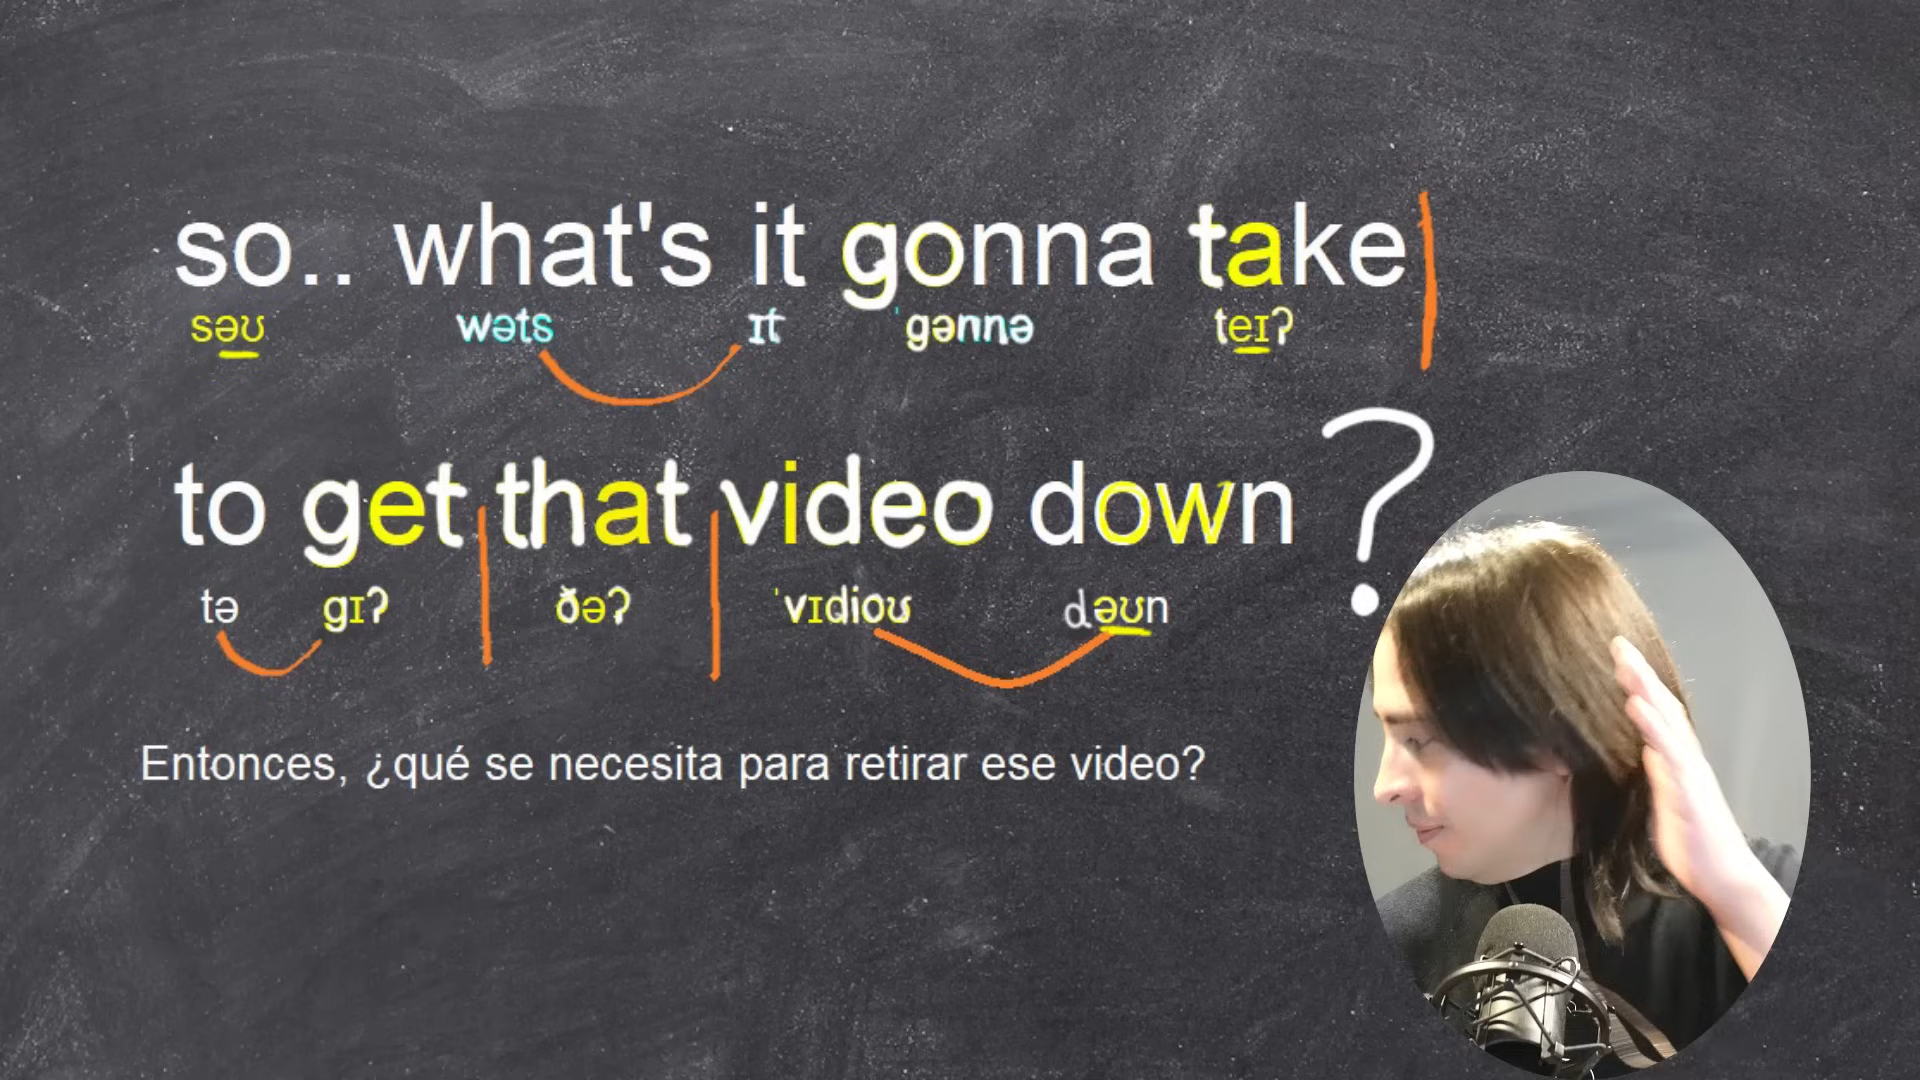 so.. what's it gonna take
səʊ wəts ɪt ˈgənnə teɪʔ
to get that video down ?
tə gɪʔ ðəʔ ˈvɪdioʊ dəʊn
Entonces, ¿qué se necesita para retirar ese video?